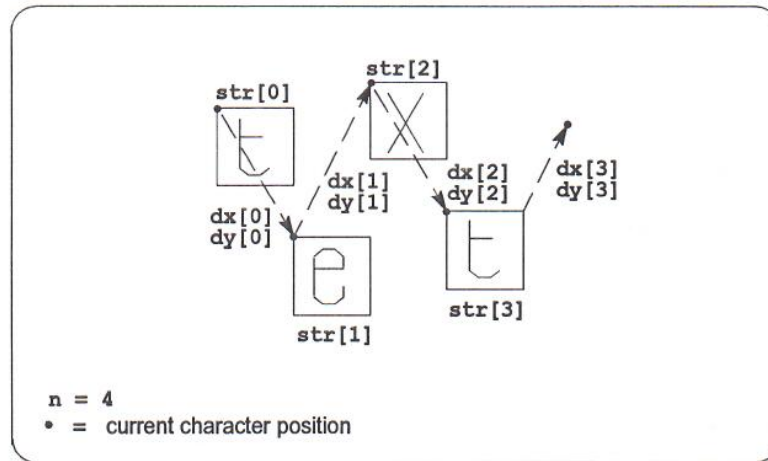 str[0]
t
str[2]
X
dx[0]
dy[0]
dx[1]
dy[1]
e
str[1]
dx[2]
dy[2]
t
str[3]
dx[3]
dy[3]
n = 4
• = current character position